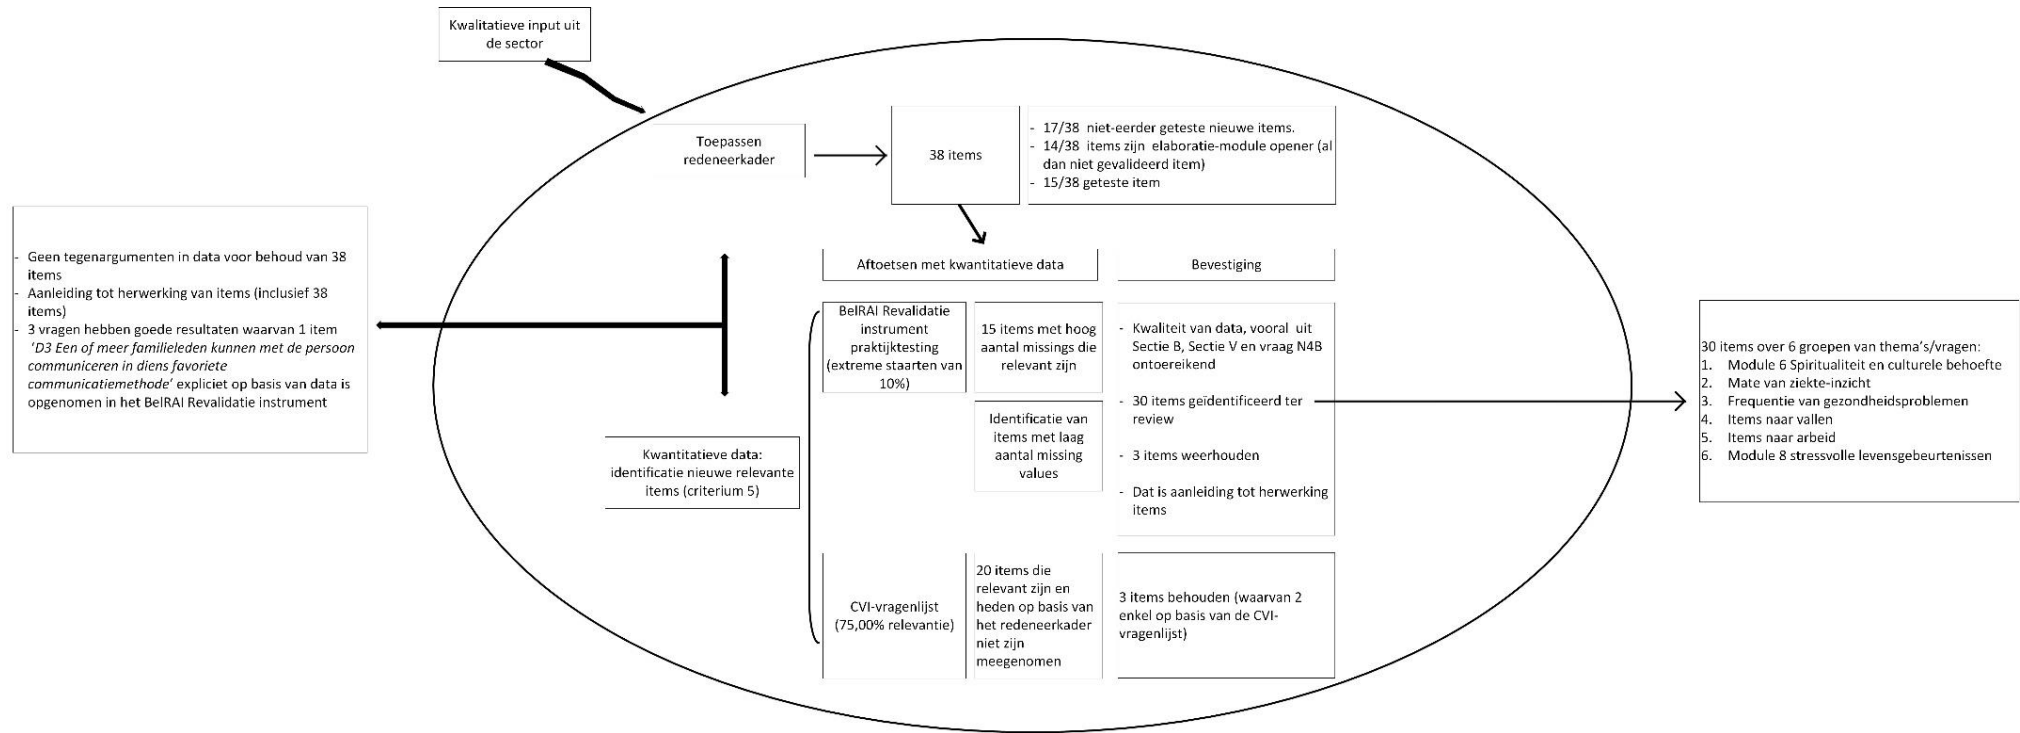 Kwalitatieve input uit
de sector
Toepassen
redeneerkader
38 items
- 17/38 niet-eerder geteste nieuwe items.
- 14/38 items zijn elaboratie-module opener (al
dan niet gevalideerd item)
- 15/38 geteste item
- Geen tegenargumenten in data voor behoud van 38
items
- Aanleiding tot herwerking van items (inclusief 38
items)
- 3 vragen hebben goede resultaten waarvan 1 item
‘D3 Een of meer familieleden kunnen met de persoon
communiceren in diens favoriete
communicatiemethode’ expliciet op basis van data is
opgenomen in het BelRAI Revalidatie instrument
Aftoetsen met kwantitatieve data
Bevestiging
BelRAI Revalidatie
instrument
praktijktesting
(extreme staarten van
10%)
15 items met hoog
aantal missings die
relevant zijn
Identificatie van
items met laag
aantal missing
values
- Kwaliteit van data, vooral uit
Sectie B, Sectie V en vraag N4B
ontoereikend
- 30 items geïdentificeerd ter
review
- 3 items weerhouden
- Dat is aanleiding tot herwerking
items
Kwantitatieve data:
identificatie nieuwe relevante
items (criterium 5)
CVI-vragenlijst
(75,00% relevantie)
20 items die
relevant zijn en
heden op basis van
het redeneerkader
niet zijn
meegenomen
3 items behouden (waarvan 2
enkel op basis van de CVI-
vragenlijst)
30 items over 6 groepen van thema’s/vragen:
1. Module 6 Spiritualiteit en culturele behoefte
2. Mate van ziekte-inzicht
3. Frequentie van gezondheidsproblemen
4. Items naar vallen
5. Items naar arbeid
6. Module 8 stressvolle levensgebeurtenissen